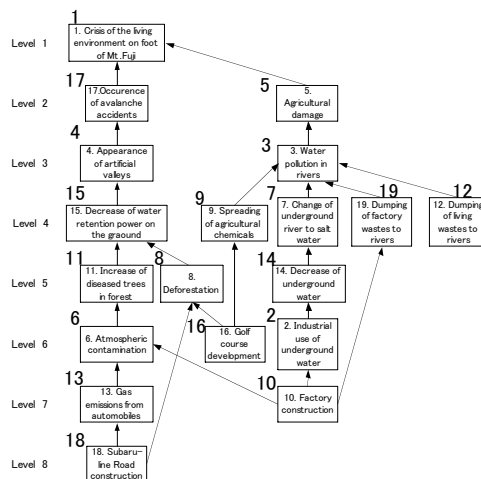 1
Level 1
1. Crisis of the living
environment on foot
of Mt.Fuji
17
5
Level 2
17.Occurence of
avalanche
accidents
5.
Agricultural
damage
4
3
Level 3
4. Appearance
of artificial
valleys
3. Water
pollution in
rivers
15
9
7
19
12
Level 4
15. Decrease of water
retention power on
the graound
9. Spreading
of agricultural
chemicals
7. Change of
underground
river to salt
water
19. Dumping
of factory
wastes to
rivers
12. Dumping
of living
wastes to
rivers
11
8
14
Level 5
11. Increase of
diseased trees
in forest
8.
Deforestation
14. Decrease of
underground
water
6
16
2
Level 6
6. Atmospheric
contamination
16. Golf
course
development
2. Industrial
use of
underground
water
13
10
Level 7
13. Gas
emissions from
automobiles
10. Factory
construction
18
Level 8
18. Subaru-
line Road
construction